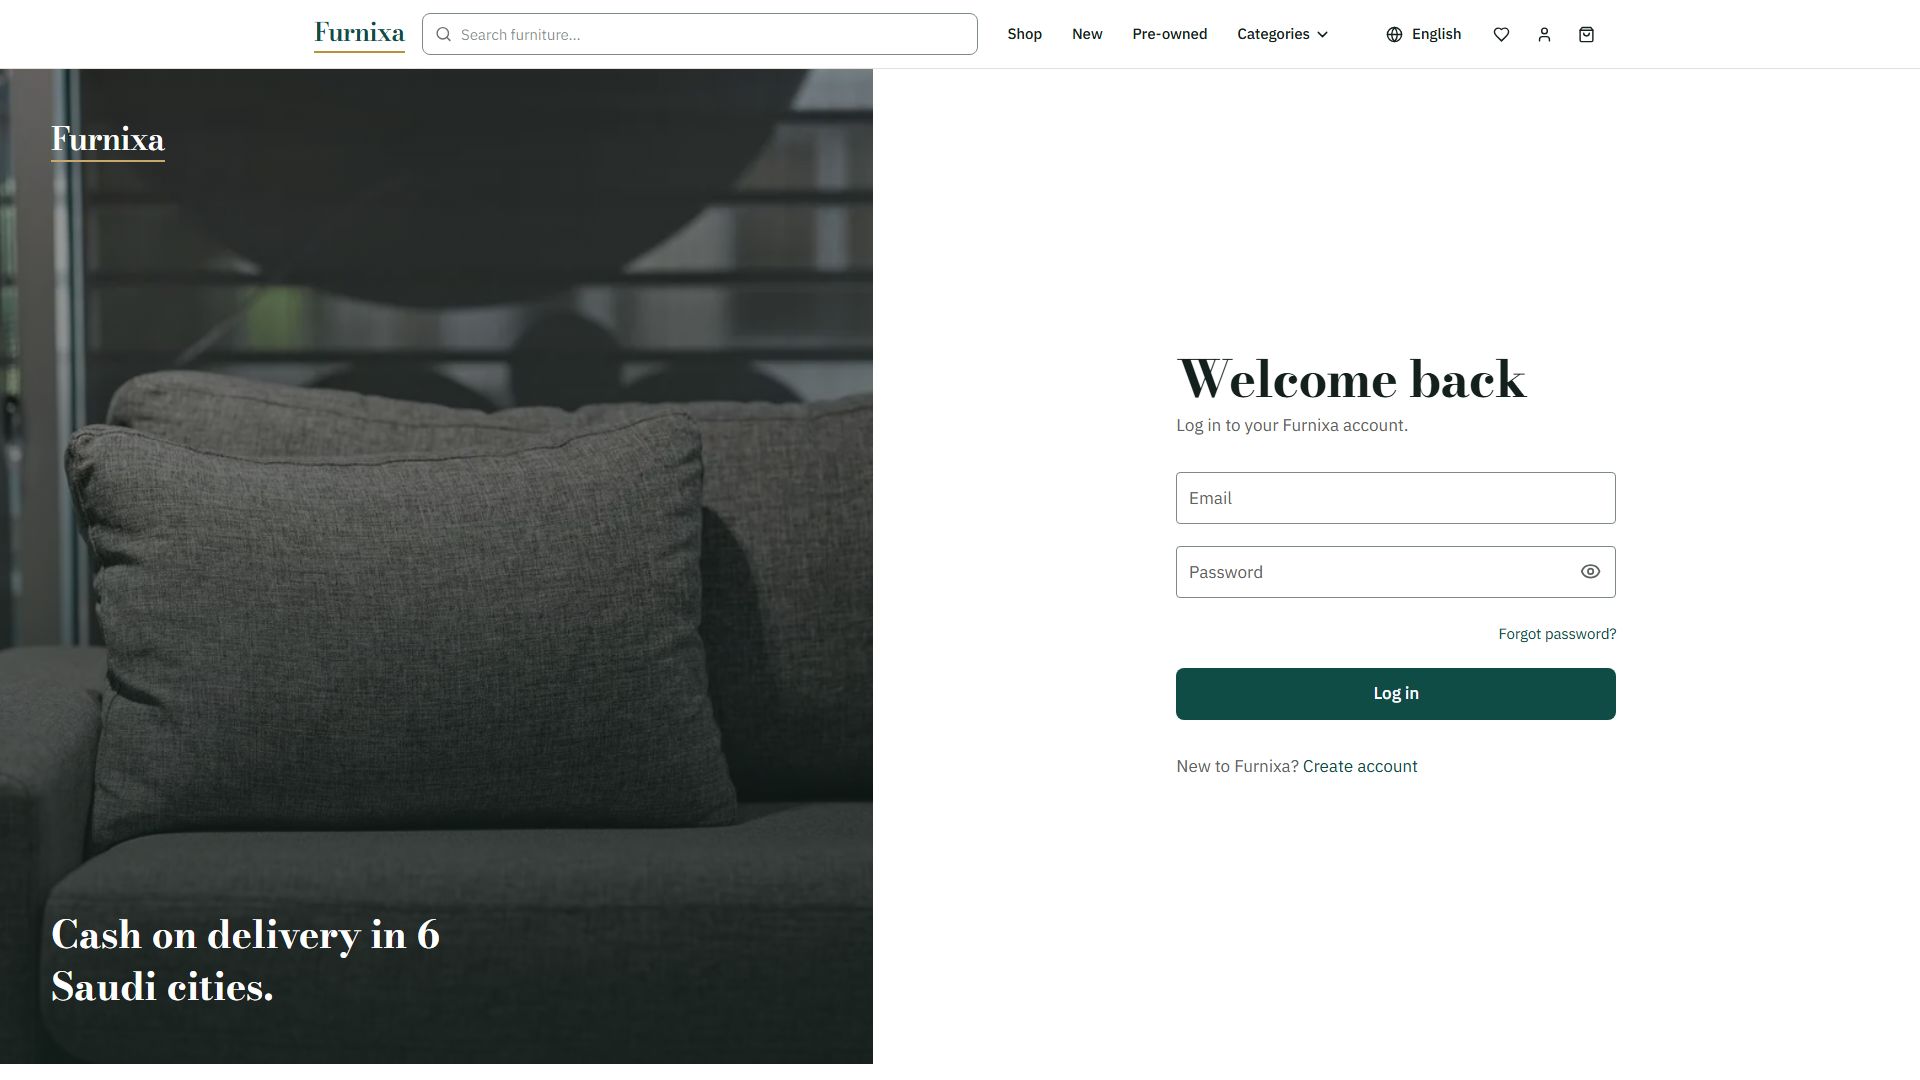 Furnixa
Search furniture...
Shop
New
Pre-owned
Categories
English
Furnixa
Cash on delivery in 6
Saudi cities.
Welcome back
Log in to your Furnixa account.
Email
Password
Forgot password?
Log in
New to Furnixa? Create account